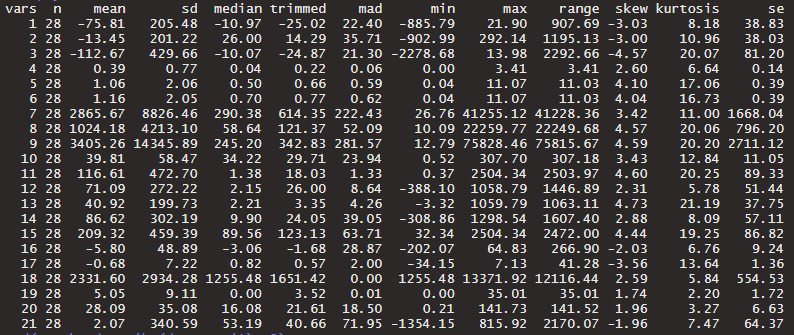 vars n mean sd median trimmed mad min max range skew kurtosis se
1 28 -75.81 205.48 -10.97 -25.02 22.40 -885.79 21.90 907.69 -3.03 8.18 38.83
2 28 -13.45 201.22 26.00 14.29 35.71 -902.99 292.14 1195.13 -3.00 10.96 38.03
3 28 -112.67 429.66 -10.07 -24.87 21.30 -2278.68 13.98 2292.66 -4.57 20.07 81.20
4 28 0.39 0.77 0.04 0.22 0.06 0.00 3.41 3.41 2.60 6.64 0.14
5 28 1.06 2.06 0.50 0.66 0.59 0.04 11.07 11.03 4.10 17.06 0.39
6 28 1.16 2.05 0.70 0.77 0.62 0.04 11.07 11.03 4.04 16.73 0.39
7 28 2865.67 8826.46 290.38 614.35 222.43 26.76 41255.12 41228.36 3.42 11.00 1668.04
8 28 1024.18 4213.10 58.64 121.37 52.09 10.09 22259.77 22249.68 4.57 20.06 796.20
9 28 3405.26 14345.89 245.20 342.83 281.57 12.79 75828.46 75815.67 4.59 20.20 2711.12
10 28 39.81 58.47 34.22 29.71 23.94 0.52 307.70 307.18 3.43 12.84 11.05
11 28 116.61 472.70 1.38 18.03 1.33 0.37 2504.34 2503.97 4.60 20.25 89.33
12 28 71.09 272.22 2.15 26.00 8.64 -388.10 1058.79 1446.89 2.31 5.78 51.44
13 28 40.92 199.73 2.21 3.35 4.26 -3.32 1059.79 1063.11 4.73 21.19 37.75
14 28 86.62 302.19 9.90 24.05 39.05 -308.86 1298.54 1607.40 2.88 8.09 57.11
15 28 209.32 459.39 89.56 123.13 63.71 32.34 2504.34 2472.00 4.44 19.25 86.82
16 28 -5.80 48.89 -3.06 -1.68 28.87 -202.07 64.83 266.90 -2.03 6.76 9.24
17 28 -0.68 7.22 0.82 0.57 2.00 -34.15 7.13 41.28 -3.56 13.64 1.36
18 28 2331.60 2934.28 1255.48 1651.42 0.00 1255.48 13371.92 12116.44 2.59 5.84 554.53
19 28 5.05 9.11 0.00 3.52 0.01 0.00 35.01 35.01 1.74 2.20 1.72
20 28 28.09 35.08 16.08 21.61 18.50 0.21 141.73 141.52 1.96 3.27 6.63
21 28 2.07 340.59 53.19 40.66 71.95 -1354.15 815.92 2170.07 -1.96 7.47 64.37